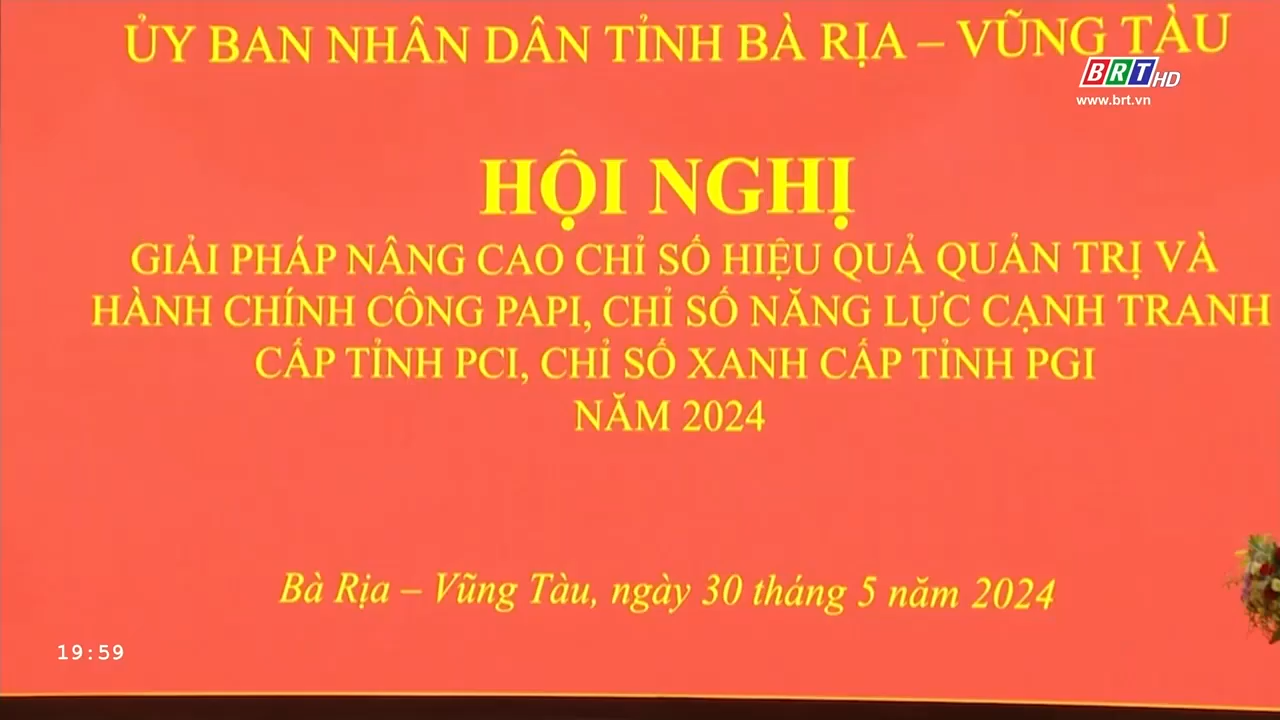 ỦY BAN NHÂN DÂN TỈNH BÀ RỊA – VŨNG TÀU
BRT HD
www.brt.vn
HỘI NGHỊ
GIẢI PHÁP NÂNG CAO CHỈ SỐ HIỆU QUẢ QUẢN TRỊ VÀ
HÀNH CHÍNH CÔNG PAPI, CHỈ SỐ NĂNG LỰC CẠNH TRANH
CẤP TỈNH PCI, CHỈ SỐ XANH CẤP TỈNH PGI
NĂM 2024
Bà Rịa – Vũng Tàu, ngày 30 tháng 5 năm 2024
19:59